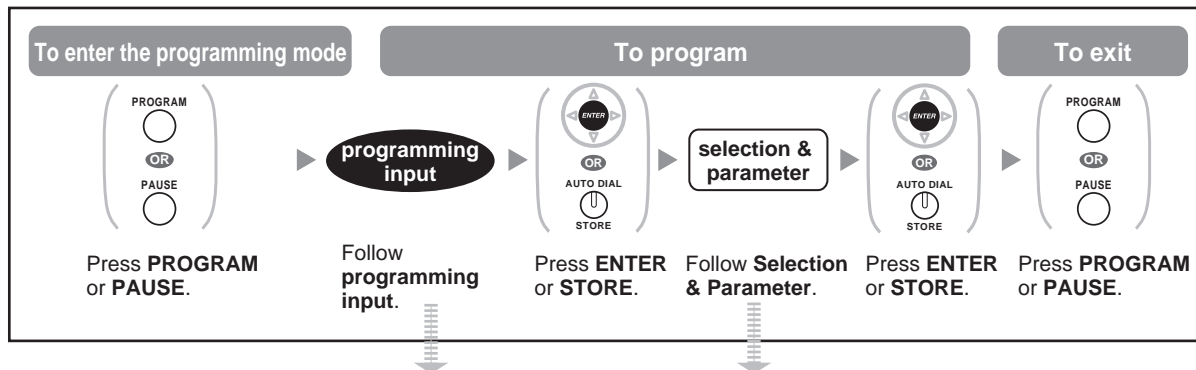 To enter the programming mode
To program
To exit
PROGRAM
OR
PAUSE
Press PROGRAM
or PAUSE.
programming
input
Follow
programming
input.
ENTER
OR
AUTO DIAL
STORE
Press ENTER
or STORE.
selection &
parameter
Follow Selection
& Parameter.
ENTER
OR
AUTO DIAL
STORE
Press ENTER
or STORE.
PROGRAM
OR
PAUSE
Press PROGRAM
or PAUSE.